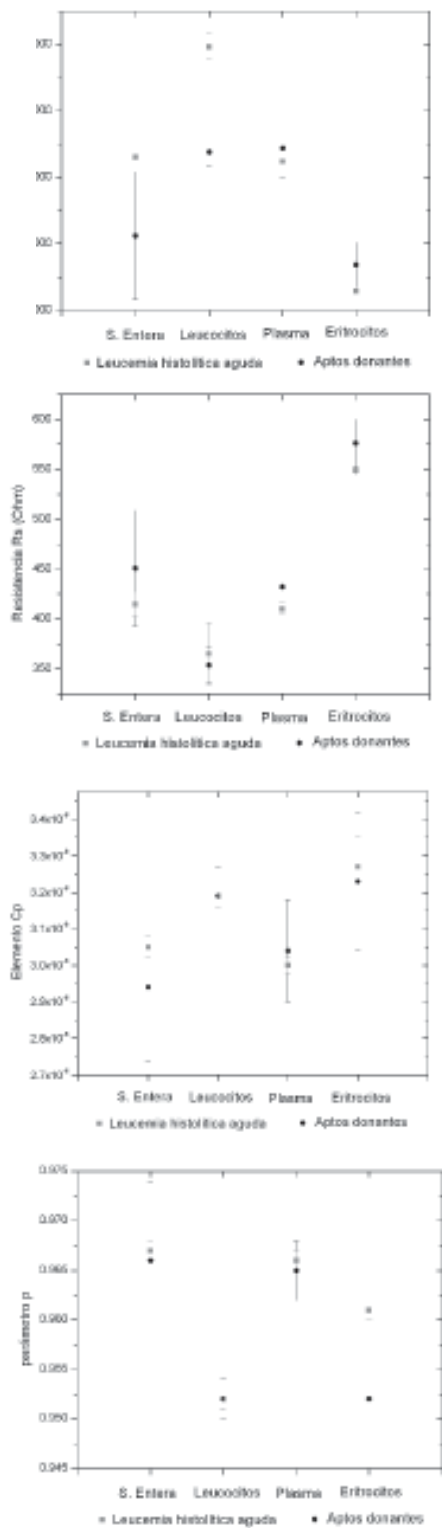 S. Entera Leucocitos Plasma Eritrocitos
Leucemia histolítica aguda Aptos donantes
Resistencia Rs (Ohm)
600
550
500
450
400
350
S. Entera Leucocitos Plasma Eritrocitos
Leucemia histolítica aguda Aptos donantes
Elemento Cp
S. Entera Leucocitos Plasma Eritrocitos
Leucemia histolítica aguda Aptos donantes
parámetro p
0.975
0.970
0.965
0.960
0.955
0.950
0.945
S. Entera Leucocitos Plasma Eritrocitos
Leucemia histolítica aguda Aptos donantes